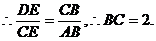 ∴ DE/CE = CB/AB, ∴ BC = 2.